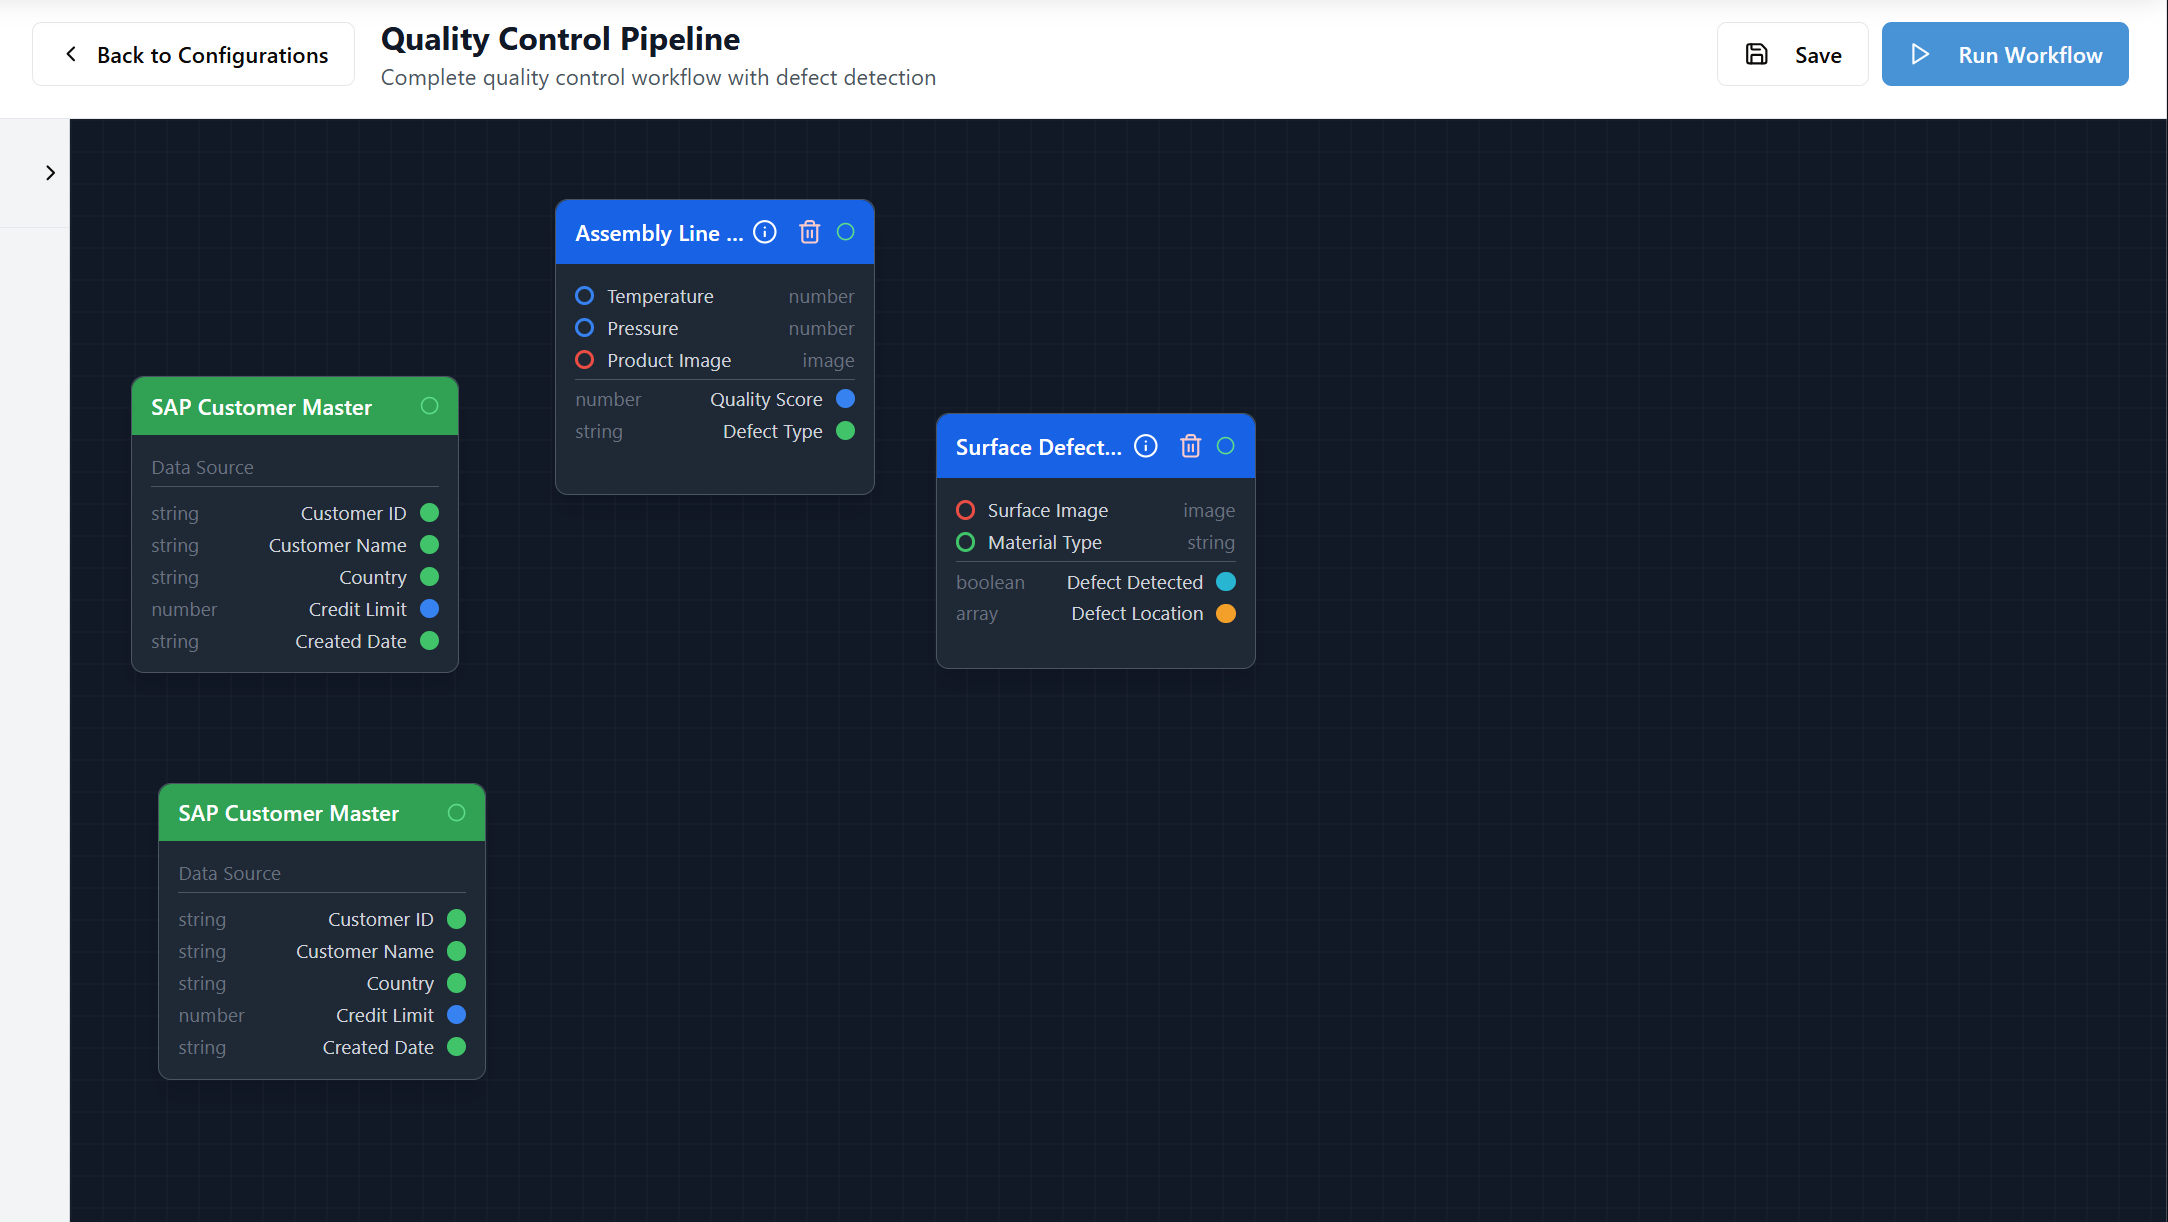 Back to Configurations
Quality Control Pipeline
Complete quality control workflow with defect detection
Save
Run Workflow
Assembly Line ...
Temperature number
Pressure number
Product Image image
number Quality Score
string Defect Type
SAP Customer Master
Data Source
string Customer ID
string Customer Name
string Country
number Credit Limit
string Created Date
Surface Defect...
Surface Image image
Material Type string
boolean Defect Detected
array Defect Location
SAP Customer Master
Data Source
string Customer ID
string Customer Name
string Country
number Credit Limit
string Created Date